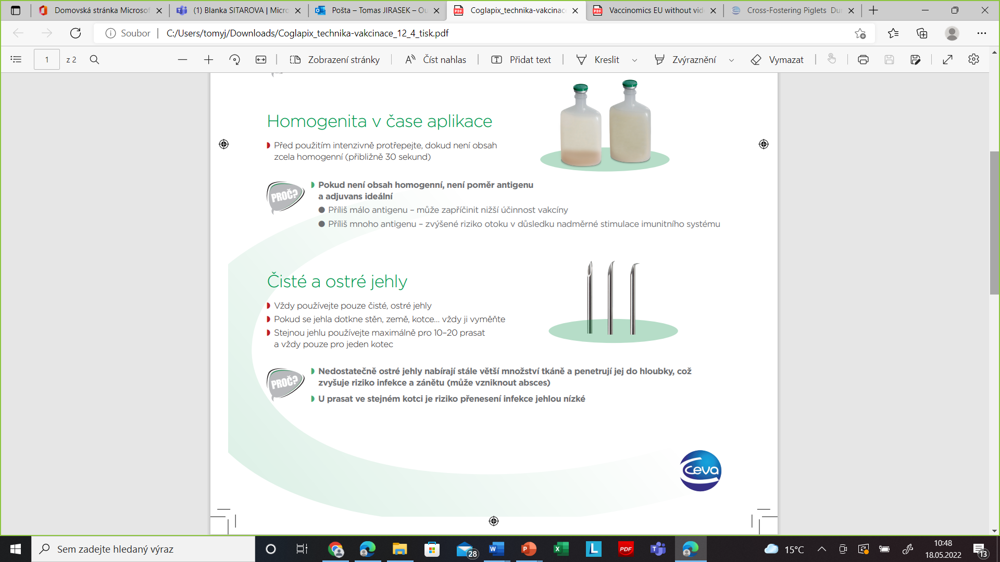 Domovská stránka Microsof
(1) Blanka SITAROVA | Micro
Pošta – Tomas JIRASEK – Ou
Coglapix_technika-vakcinace
Vaccinomics EU without vid
Cross-Fostering Piglets Du
Soubor
C:/Users/tomyj/Downloads/Coglapix_technika-vakcinace_12_4_tisk.pdf
1
z 2
Zobrazení stránky
Číst nahlas
Přidat text
Kreslit
Zvýraznění
Vymazat
Homogenita v čase aplikace
Před použitím intenzivně protřepejte, dokud není obsah
zcela homogenní (přibližně 30 sekund)
PROČ?
Pokud není obsah homogenní, není poměr antigenu
a adjuvans ideální
Příliš málo antigenu – může zapříčinit nižší účinnost vakcíny
Příliš mnoho antigenu – zvýšené riziko otoku v důsledku nadměrné stimulace imunitního systému
Čisté a ostré jehly
Vždy používejte pouze čisté, ostré jehly
Pokud se jehla dotkne stěn, země, kotce... vždy ji vyměňte
Stejnou jehlu používejte maximálně pro 10–20 prasat
a vždy pouze pro jeden kotec
PROČ?
Nedostatečně ostré jehly nabírají stále větší množství tkáně a penetrují jej do hloubky, což
zvyšuje riziko infekce a zánětu (může vzniknout absces)
U prasat ve stejném kotci je riziko přenesení infekce jehlou nízké
Ceva
Sem zadejte hledaný výraz
28
PDF
15°C
10:48
18.05.2022
13